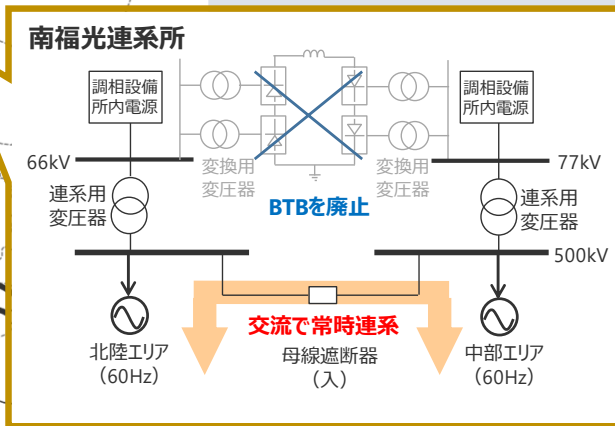 南福光連系所
調相設備
所内電源
調相設備
所内電源
66kV
変換用
変圧器
変換用
変圧器
77kV
連系用
変圧器
BTBを廃止
連系用
変圧器
500kV
交流で常時連系
北陸エリア
(60Hz)
母線遮断器
(入)
中部エリア
(60Hz)